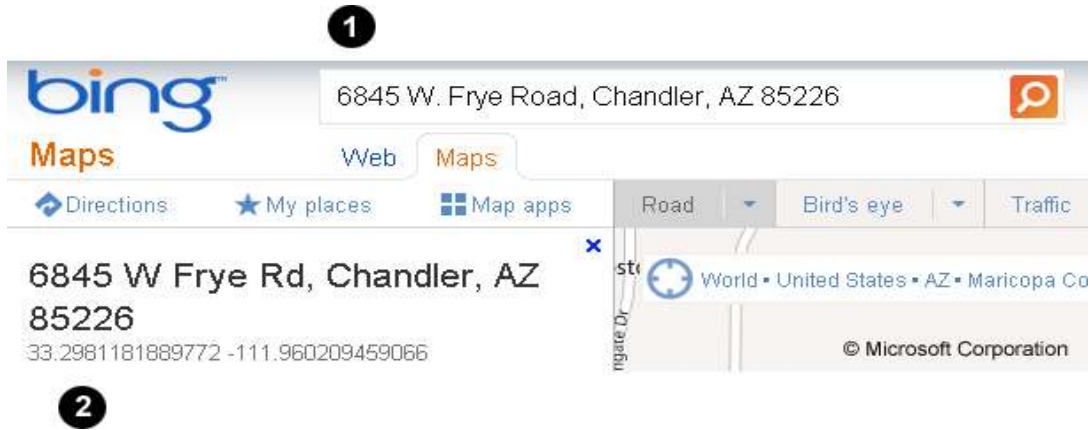 1
bing™
6845 W. Frye Road, Chandler, AZ 85226
Maps
Web Maps
Directions My places Map apps Road Bird's eye Traffic
6845 W Frye Rd, Chandler, AZ
85226
33.2981181889772 -111.960209459066
World ▪ United States ▪ AZ ▪ Maricopa Co
© Microsoft Corporation
2